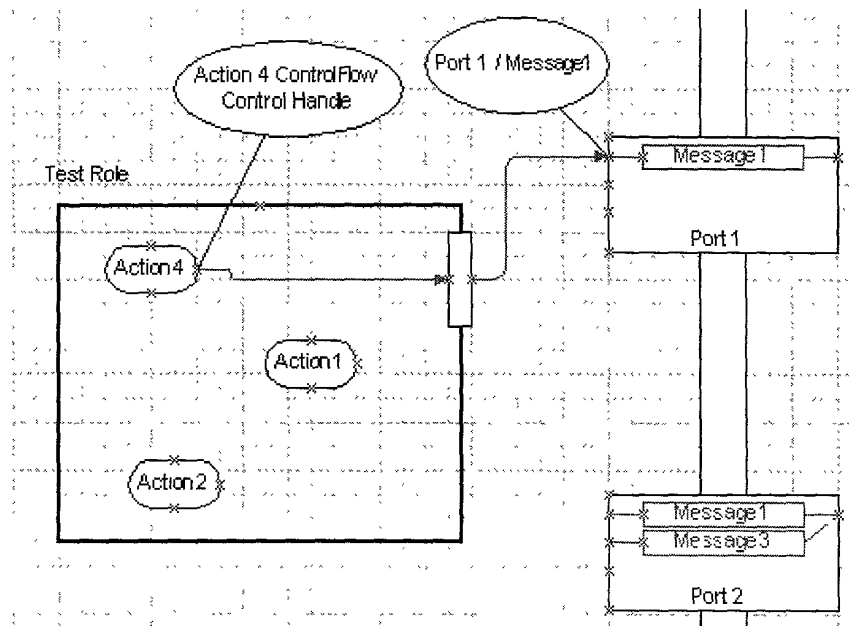 Action 4 ControlFlow
Control Handle
Port 1 / Message1
Message1
Test Role
Port 1
Action4
Action1
Action2
Message1
Message3
Port 2